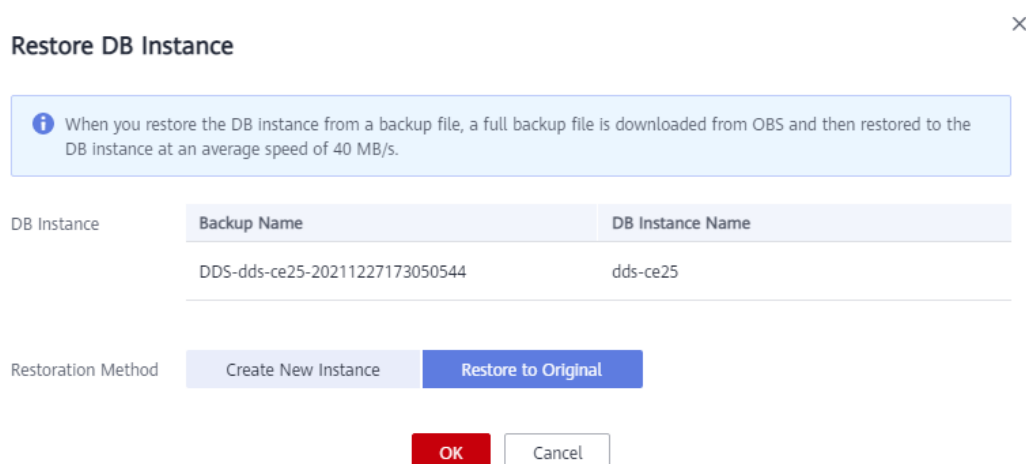 Restore DB Instance
When you restore the DB instance from a backup file, a full backup file is downloaded from OBS and then restored to the
DB instance at an average speed of 40 MB/s.
DB Instance Backup Name DB Instance Name
DDS-dds-ce25-20211227173050544 dds-ce25
Restoration Method Create New Instance Restore to Original
OK Cancel